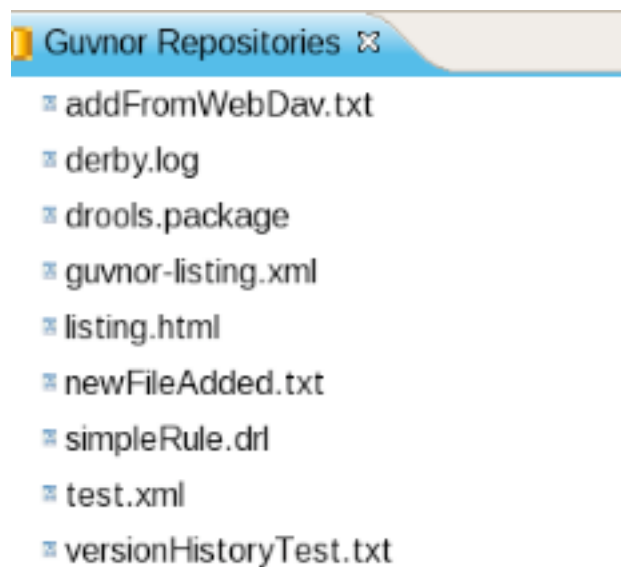 Guvnor Repositories
addFromWebDav.txt
derby.log
drools.package
guvnor-listing.xml
listing.html
newFileAdded.txt
simpleRule.drl
test.xml
versionHistoryTest.txt